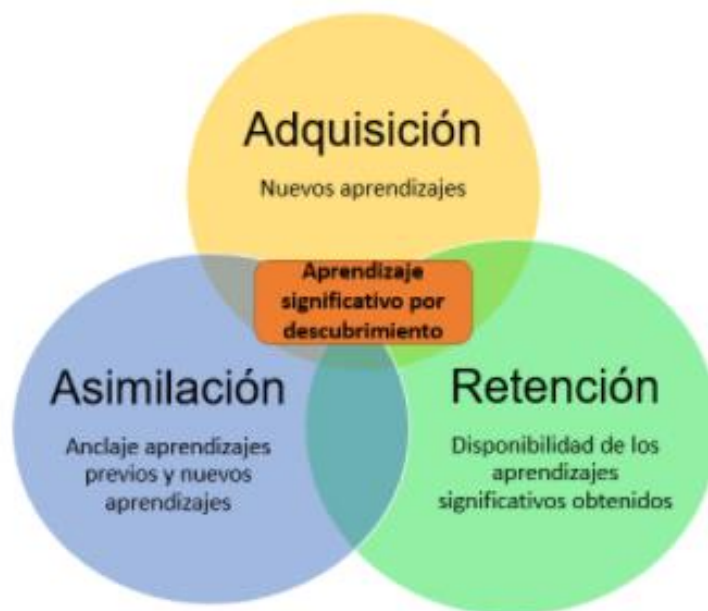 Adquisición
Nuevos aprendizajes
Aprendizaje
significativo por
descubrimiento
Asimilación
Anclaje aprendizajes
previos y nuevos
aprendizajes
Retención
Disponibilidad de los
aprendizajes
significativos obtenidos